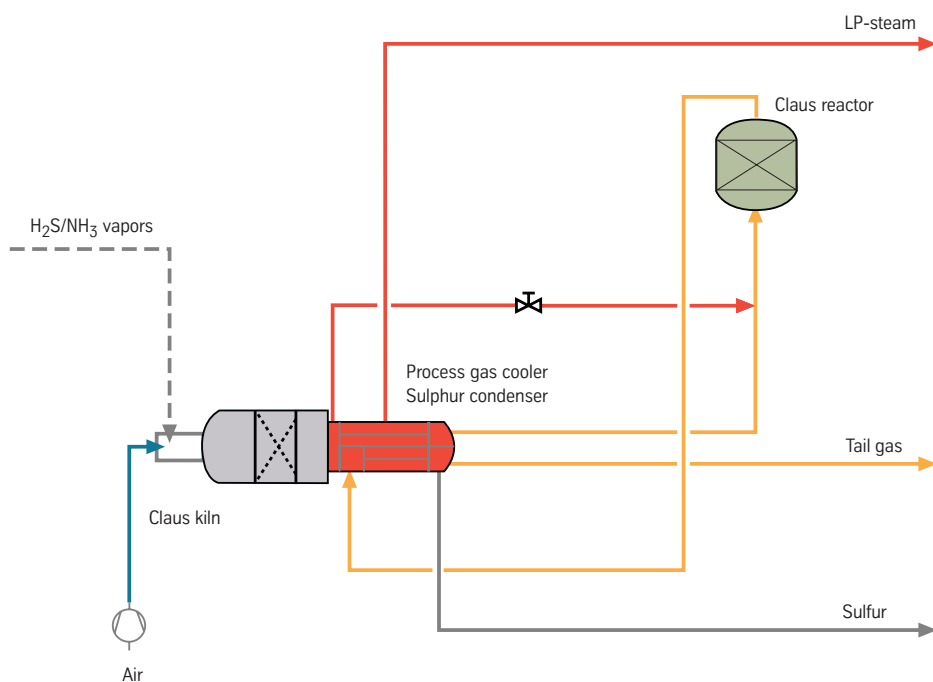 LP-steam
Claus reactor
H₂S/NH₃ vapors
Process gas cooler
Sulphur condenser
Tail gas
Claus kiln
Sulfur
Air